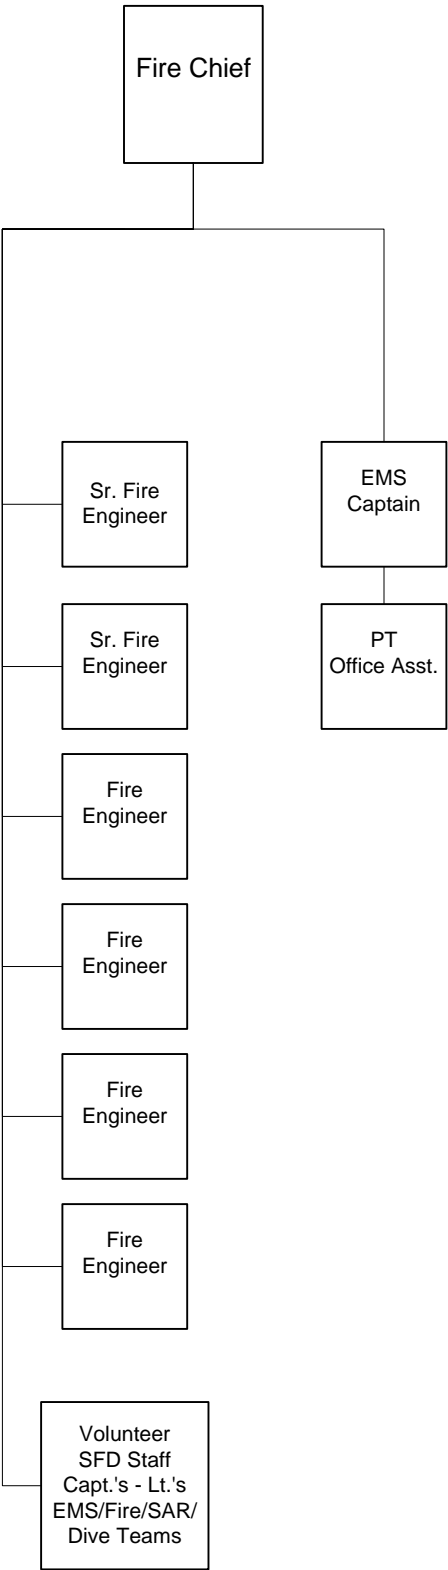 Fire Chief
Sr. Fire
Engineer
EMS
Captain
Sr. Fire
Engineer
PT
Office Asst.
Fire
Engineer
Fire
Engineer
Fire
Engineer
Fire
Engineer
Volunteer
SFD Staff
Capt.'s - Lt.'s
EMS/Fire/SAR/
Dive Teams